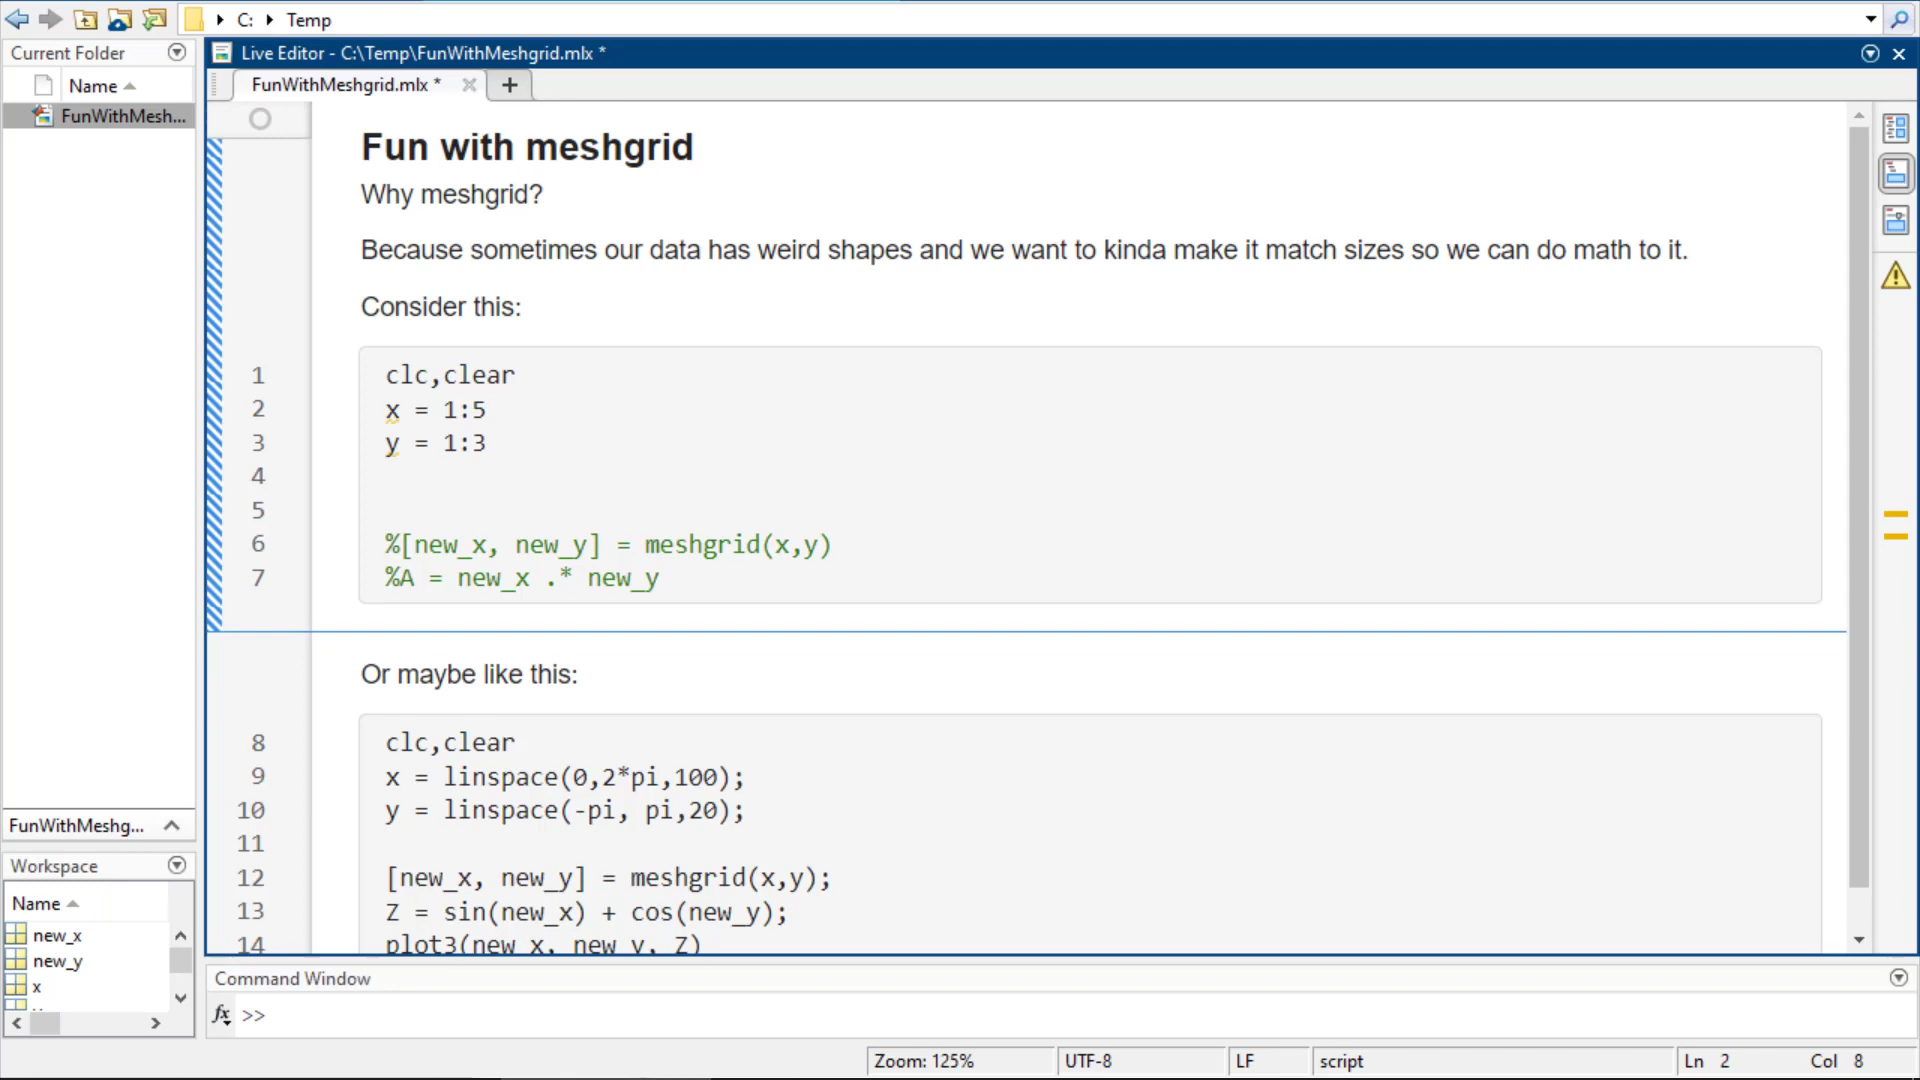 C: Temp
Current Folder
Live Editor - C:\Temp\FunWithMeshgrid.mlx *
FunWithMeshgrid.mlx *
Name
FunWithMesh...
Fun with meshgrid
Why meshgrid?
Because sometimes our data has weird shapes and we want to kinda make it match sizes so we can do math to it.
Consider this:
1 clc,clear
2 x = 1:5
3 y = 1:3
4
5
6 %[new_x, new_y] = meshgrid(x,y)
7 %A = new_x .* new_y
Or maybe like this:
8 clc,clear
9 x = linspace(0,2*pi,100);
10 y = linspace(-pi, pi,20);
11
12 [new_x, new_y] = meshgrid(x,y);
13 Z = sin(new_x) + cos(new_y);
14 plot3(new_x, new_y, Z)
FunWithMeshg...
Workspace
Name
new_x
new_y
x
Command Window
fx >>
Zoom: 125% UTF-8 LF script Ln 2 Col 8